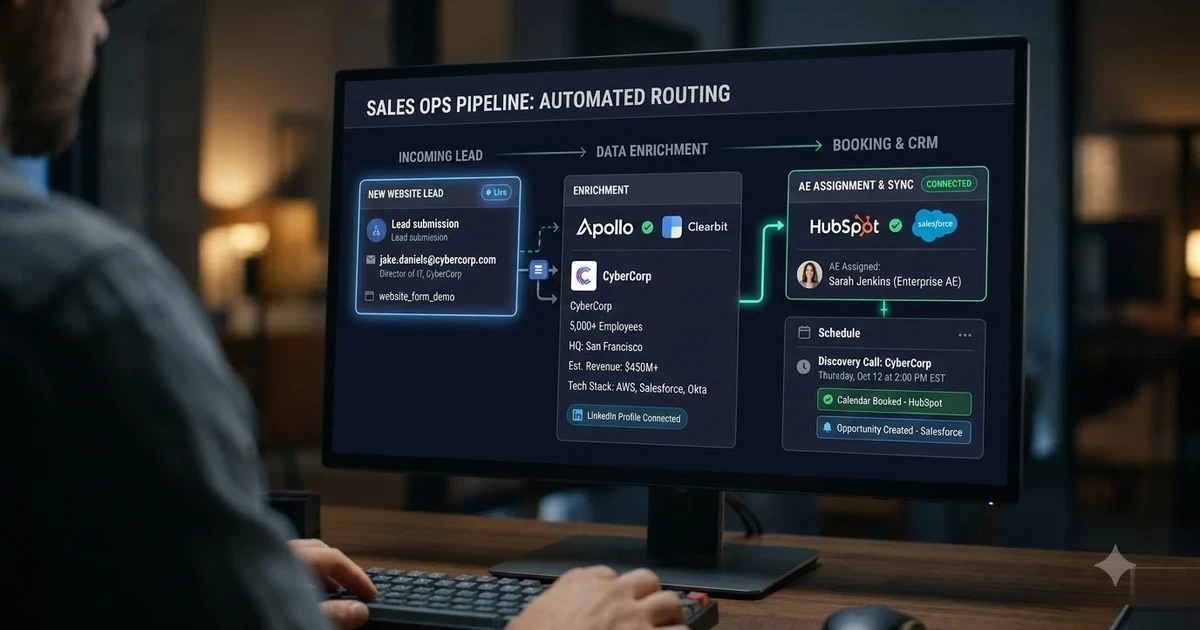 SALES OPS PIPELINE: AUTOMATED ROUTING
INCOMING LEAD
DATA ENRICHMENT
BOOKING & CRM
NEW WEBSITE LEAD
Lirs
Lead submission
Lead submission
jake.daniels@cybercorp.com
Director of IT, CyberCorp
website_form_demo
ENRICHMENT
Apollo
Clearbit
CyberCorp
CyberCorp
5,000+ Employees
HQ: San Francisco
Est. Revenue: $450M+
Tech Stack: AWS, Salesforce, Okta
LinkedIn Profile Connected
AE ASSIGNMENT & SYNC
CONNECTED
HubSpot
salesforce
AE Assigned:
Sarah Jenkins (Enterprise AE)
Schedule
Discovery Call: CyberCorp
Thursday, Oct 12 at 2:00 PM EST
Calendar Booked - HubSpot
Opportunity Created - Salesforce